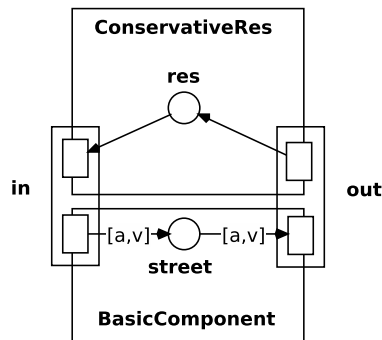 ConservativeRes
res
in
out
[a,v]
[a,v]
street
BasicComponent